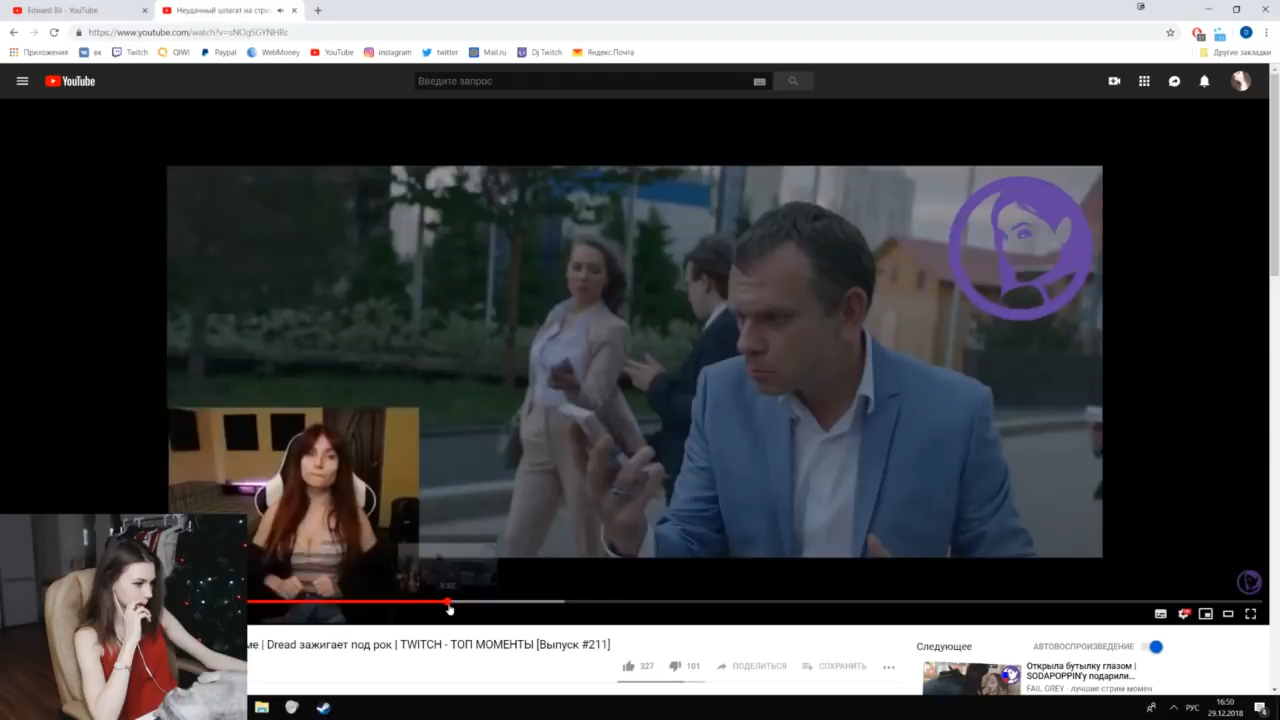 Edward Bil - YouTube
Неудачный шпагат на стри
https://www.youtube.com/watch?v=sNOgSGYNHRc
Приложения
вк
Twitch
QIWI
Paypal
WebMoney
YouTube
instagram
twitter
Mail.ru
Dj Twitch
Яндекс.Почта
Другие закладки
YouTube
Введите запрос
ме | Dread зажигает под рок | TWITCH - ТОП МОМЕНТЫ [Выпуск #211]
327
101
ПОДЕЛИТЬСЯ
СОХРАНИТЬ
Следующее
АВТОВОСПРОИЗВЕДЕНИЕ
Открыла бутылку глазом |
SODAPOPPIN'у подарили...
FAIL GREY - лучшие стрим-момен
РУС
16:50
29.12.2018